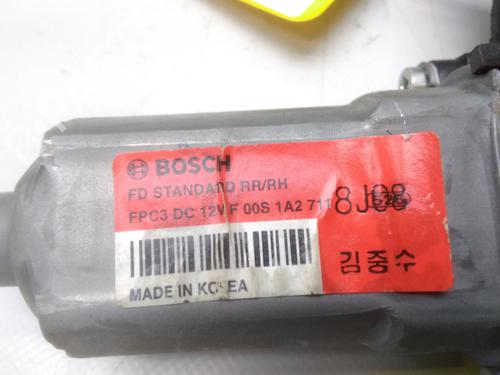 BOSCH
FD STANDARD RR/RH
FPC3 DC 12V F 00S 1A2 711
8J08
김중수
MADE IN KOREA